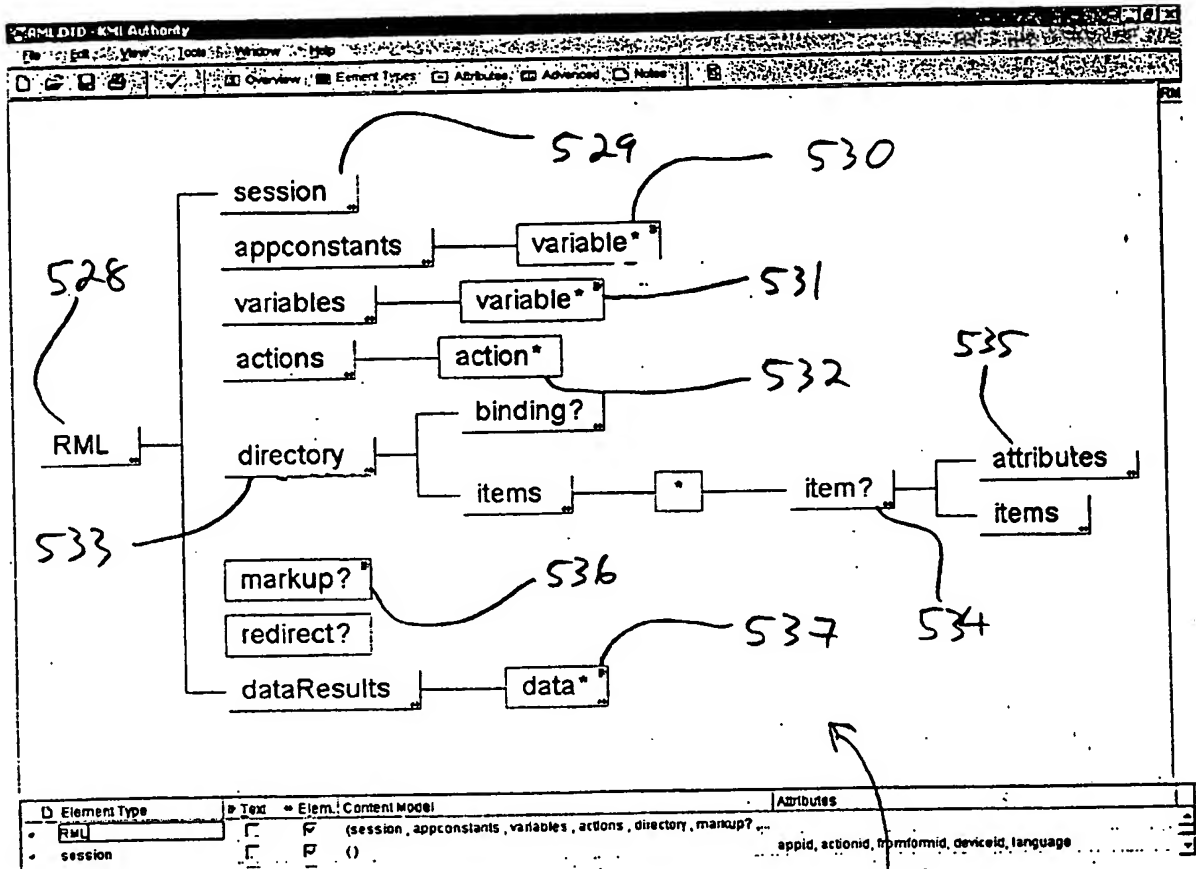 RML.DTD - XML Authority
File Edit View Tools Window Help
Overview Element Types Attributes Advanced Notes
RM
529
530
session
appconstants
variable*
528
variables
variable*
531
actions
action*
535
532
binding?
RML
directory
attributes
items
*
item?
items
533
markup?
536
redirect?
537
534
dataResults
data*
Element Type Text Elem. Content Model Attributes
RML (session , appconstants , variables , actions , directory , markup? ,...
session () appid, actionid, fromformid, deviceid, language